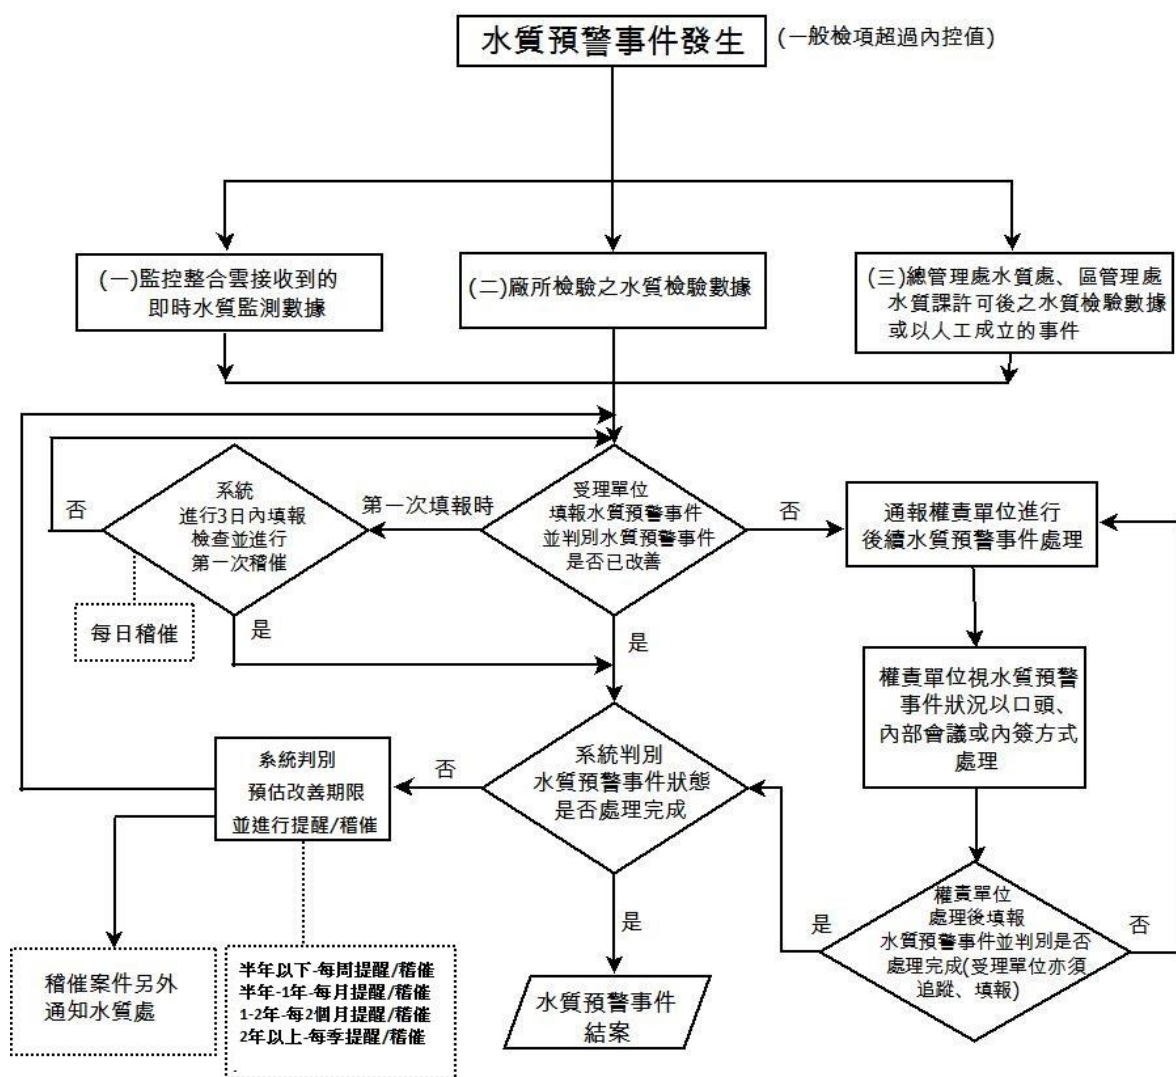 水質預警事件發生
(一般檢項超過內控值)
(一)監控整合雲接收到的
即時水質監測數據
(二)廠所檢驗之水質檢驗數據
(三)總管理處水質處、區管理處
水質課許可後之水質檢驗數據
或以人工成立的事件
系統
進行3日內填報
檢查並進行
第一次稽催
否
第一次填報時
受理單位
填報水質預警事件
並判別水質預警事件
是否已改善
否
通報權責單位進行
後續水質預警事件處理
每日稽催
是
是
權責單位視水質預警
事件狀況以口頭、
內部會議或內簽方式
處理
系統判別
預估改善期限
並進行提醒/稽催
否
系統判別
水質預警事件狀態
是否處理完成
權責單位
處理後填報
水質預警事件並判別是否
處理完成(受理單位亦須
追蹤、填報)
是
否
是
稽催案件另外
通知水質處
半年以下-每周提醒/稽催
半年-1年-每月提醒/稽催
1-2年-每2個月提醒/稽催
2年以上-每季提醒/稽催
.
水質預警事件
結案